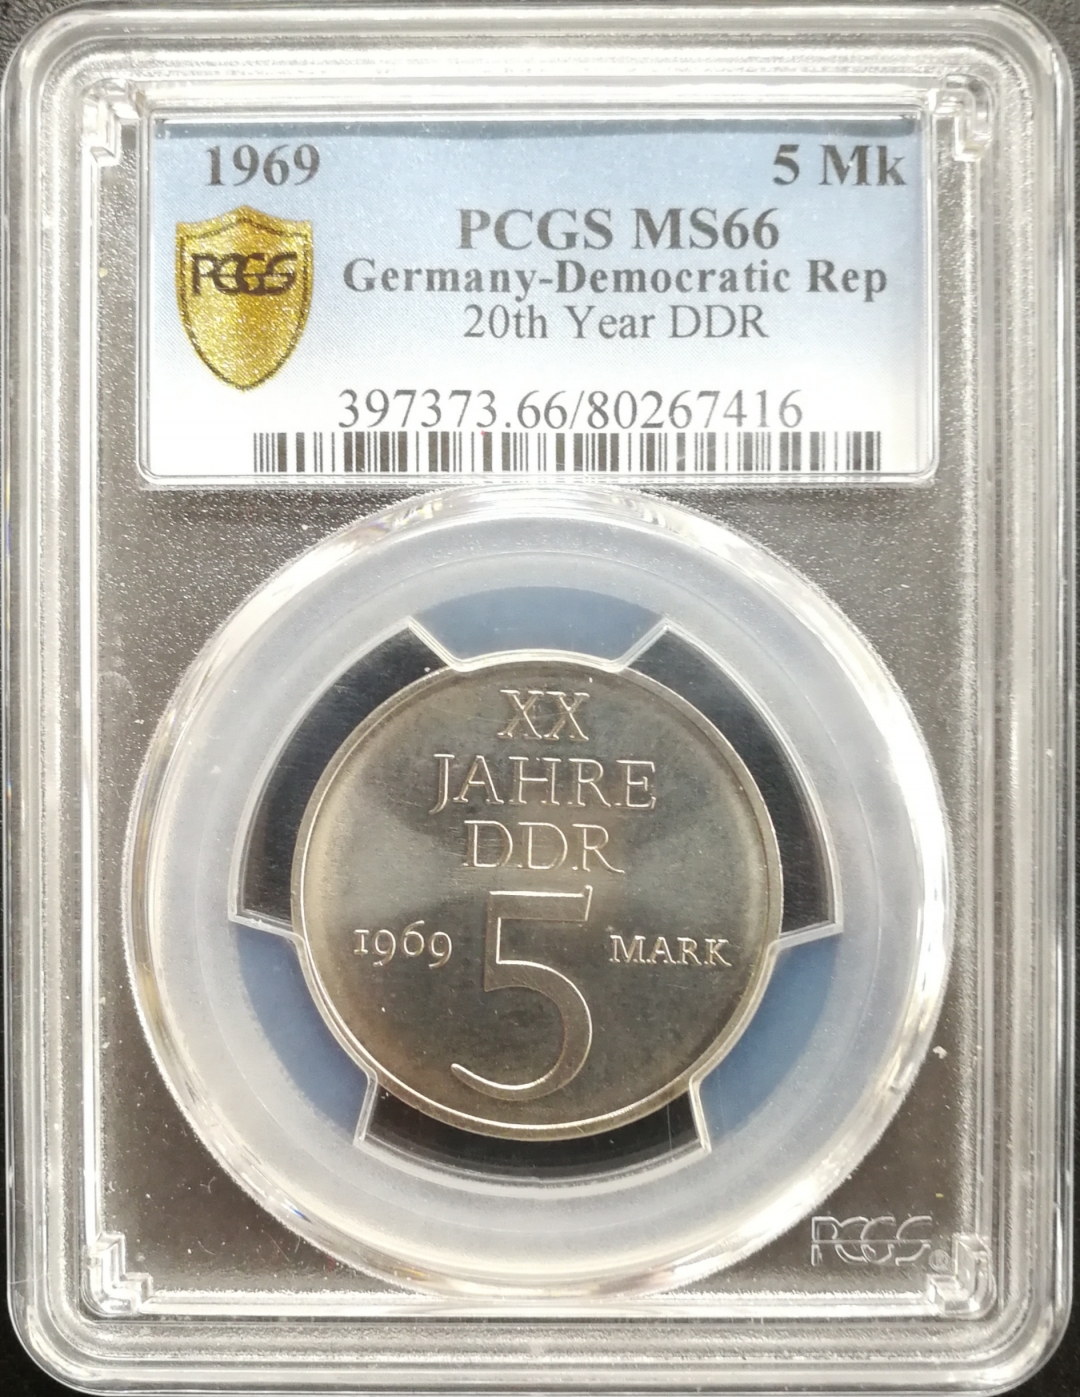 1969 5 Mk
PCGS MS66
PCGS
Germany-Democratic Rep
20th Year DDR
397373.66/80267416
XX
JAHRE
DDR
1969 5 MARK
PCGS